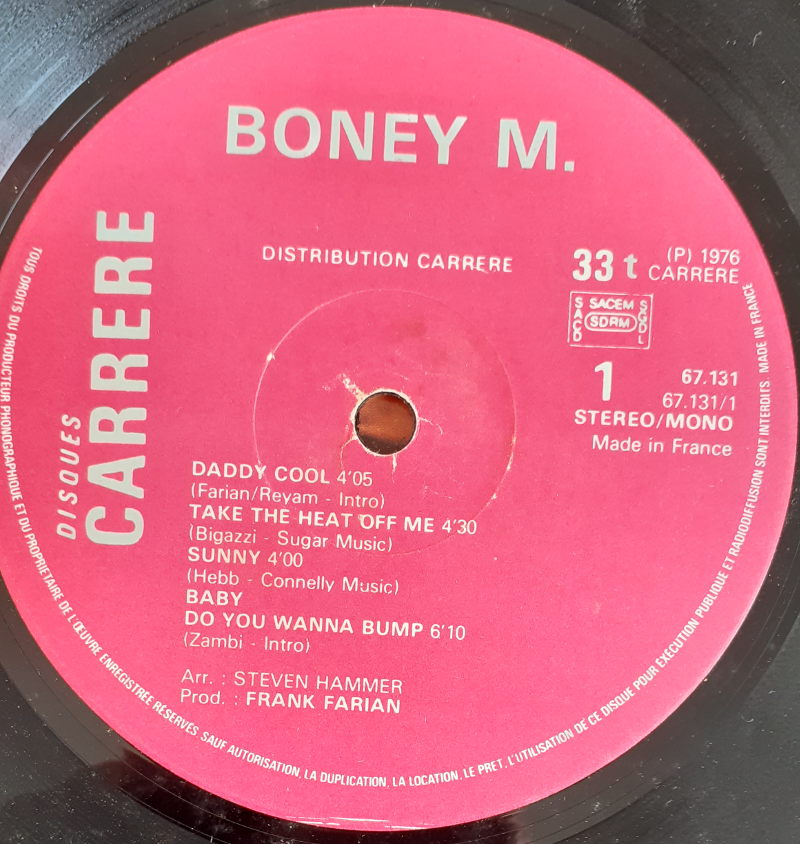 BONEY M.
DISQUES
CARRERE
DISTRIBUTION CARRERE
33 t
(P) 1976
CARRERE
SACEM
SACD
SDRM
SGDL
1
67.131
67.131/1
STEREO/MONO
Made in France
DADDY COOL 4'05
(Farian/Reyam - Intro)
TAKE THE HEAT OFF ME 4'30
(Bigazzi - Sugar Music)
SUNNY 4'00
(Hebb - Connelly Music)
BABY
DO YOU WANNA BUMP 6'10
(Zambi - Intro)
Arr. : STEVEN HAMMER
Prod. : FRANK FARIAN
TOUS DROITS DU PRODUCTEUR PHONOGRAPHIQUE ET DU PROPRIETAIRE DE L'ŒUVRE ENREGISTREE RESERVES. SAUF AUTORISATION, LA DUPLICATION, LA LOCATION, LE PRET, L'UTILISATION DE CE DISQUE POUR EXECUTION PUBLIQUE ET RADIODIFFUSION SONT INTERDITS. MADE IN FRANCE